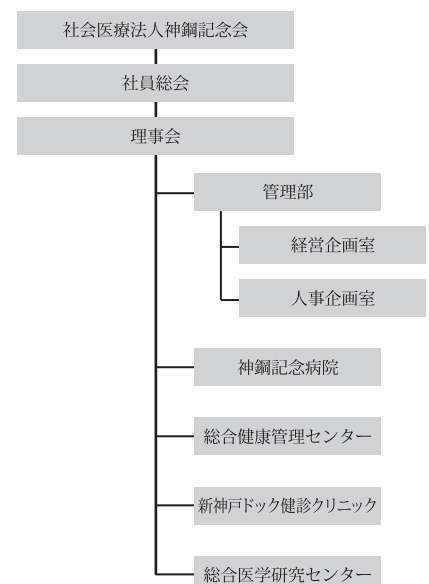 社会医療法人神鋼記念会
社員総会
理事会
管理部
経営企画室
人事企画室
神鋼記念病院
総合健康管理センター
新神戸ドック健診クリニック
総合医学研究センター